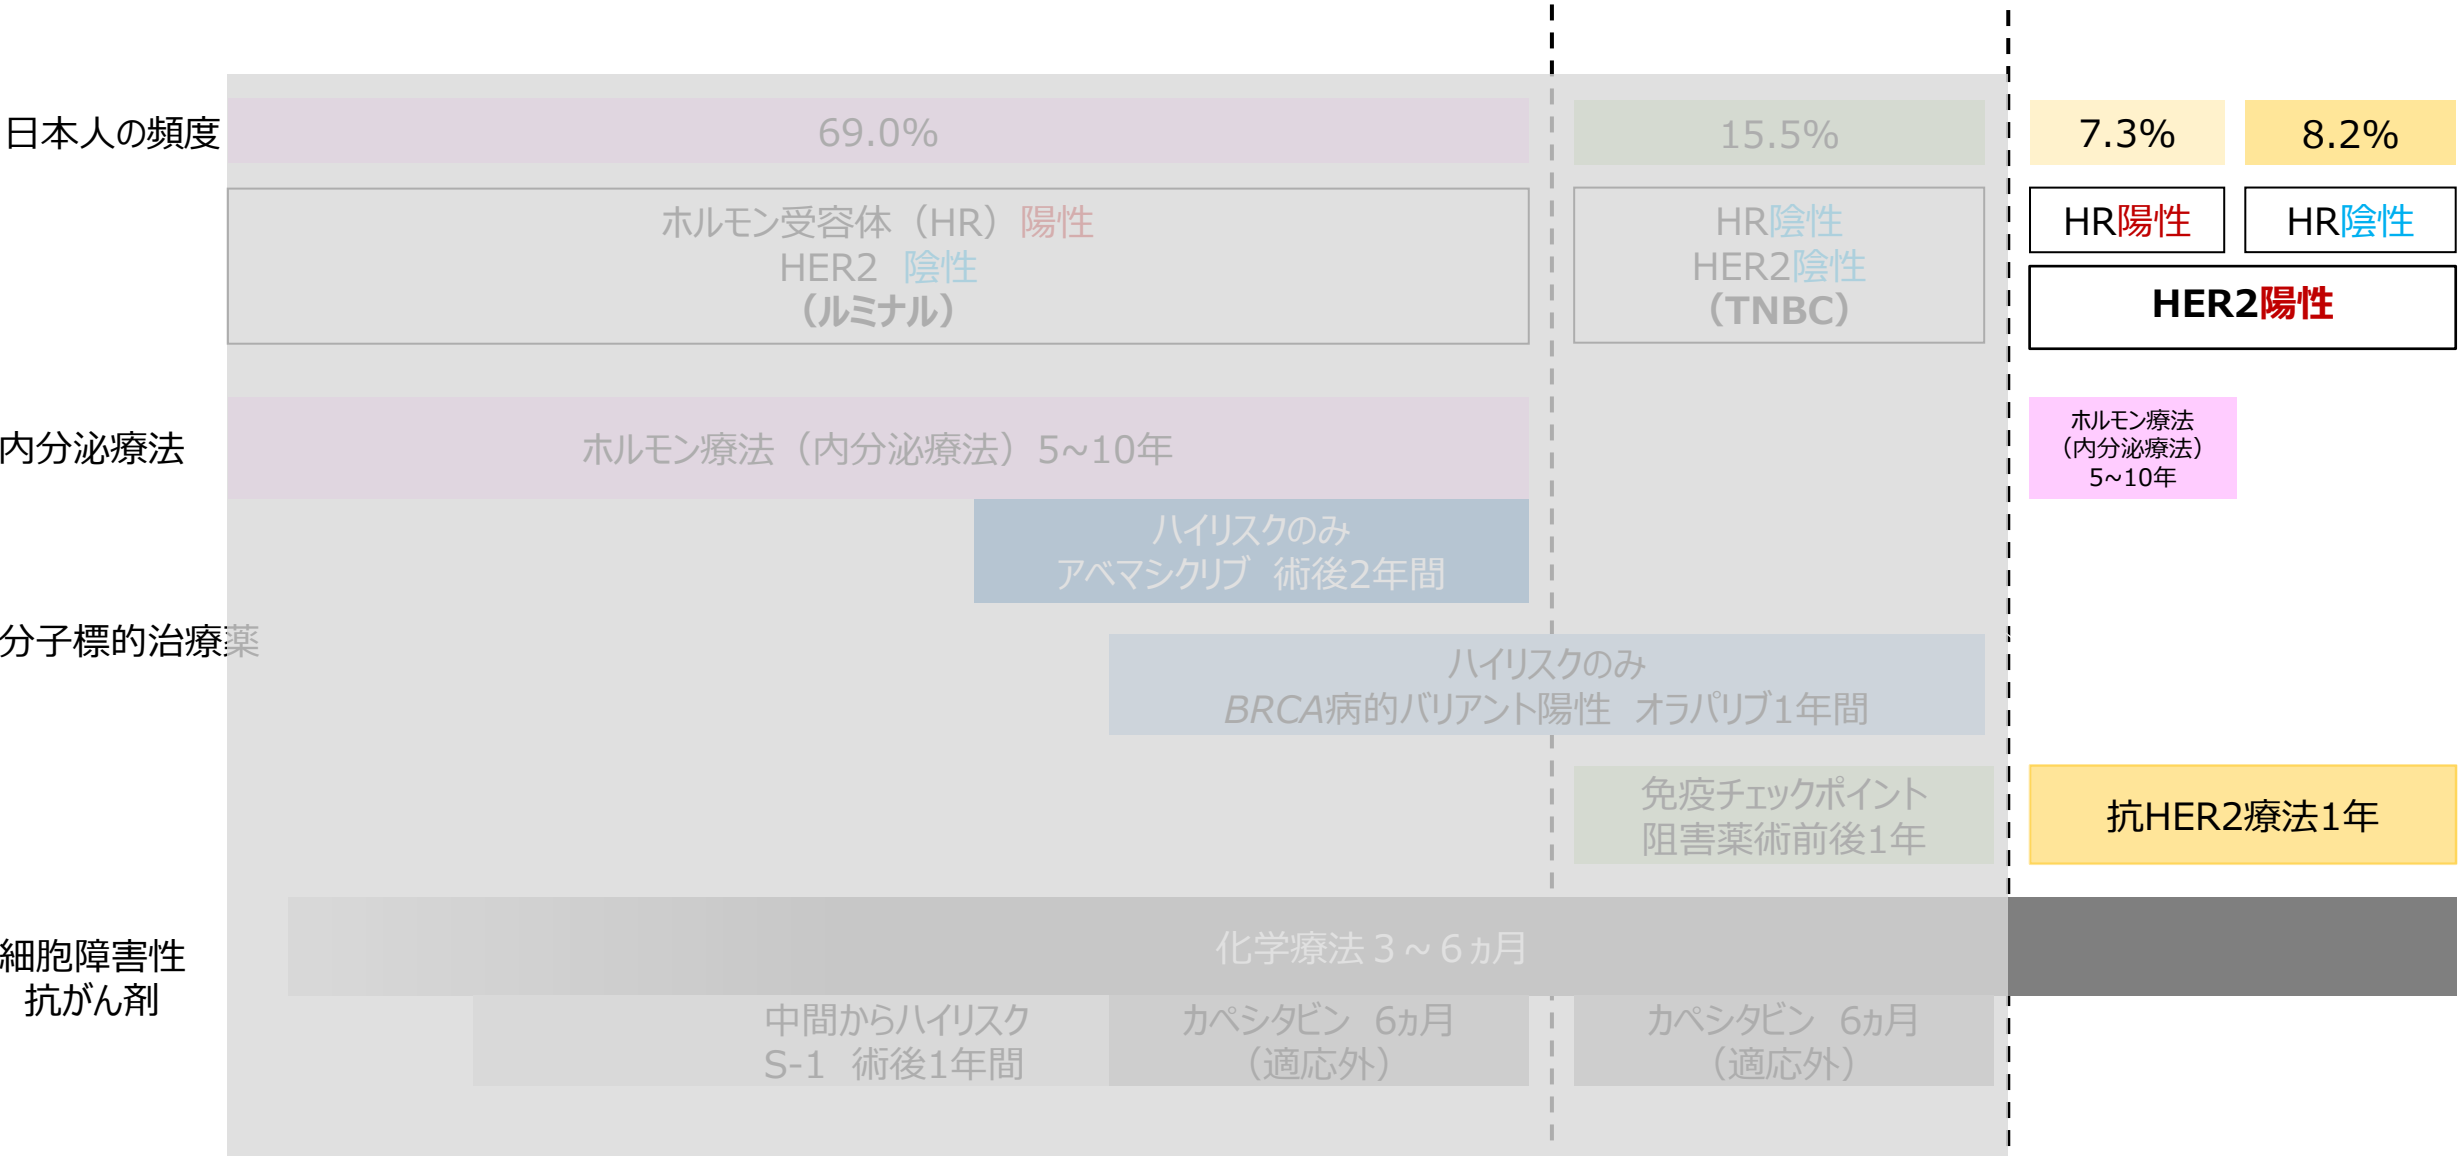 日本人の頻度
69.0%
15.5%
7.3%
8.2%
ホルモン受容体（HR）陽性
HER2　陰性
（ルミナル）
HR陰性
HER2陰性
（TNBC）
HR陽性
HR陰性
HER2陽性
内分泌療法
ホルモン療法（内分泌療法）5~10年
ホルモン療法
（内分泌療法）
5~10年
ハイリスクのみ
アベマシクリブ　術後2年間
分子標的治療薬
ハイリスクのみ
BRCA病的バリアント陽性　オラパリブ1年間
免疫チェックポイント
阻害薬術前後1年
抗HER2療法1年
細胞障害性
抗がん剤
化学療法３～６ヵ月
中間からハイリスク
S-1　術後1年間
カペシタビン　6ヵ月
（適応外）
カペシタビン　6ヵ月
（適応外）